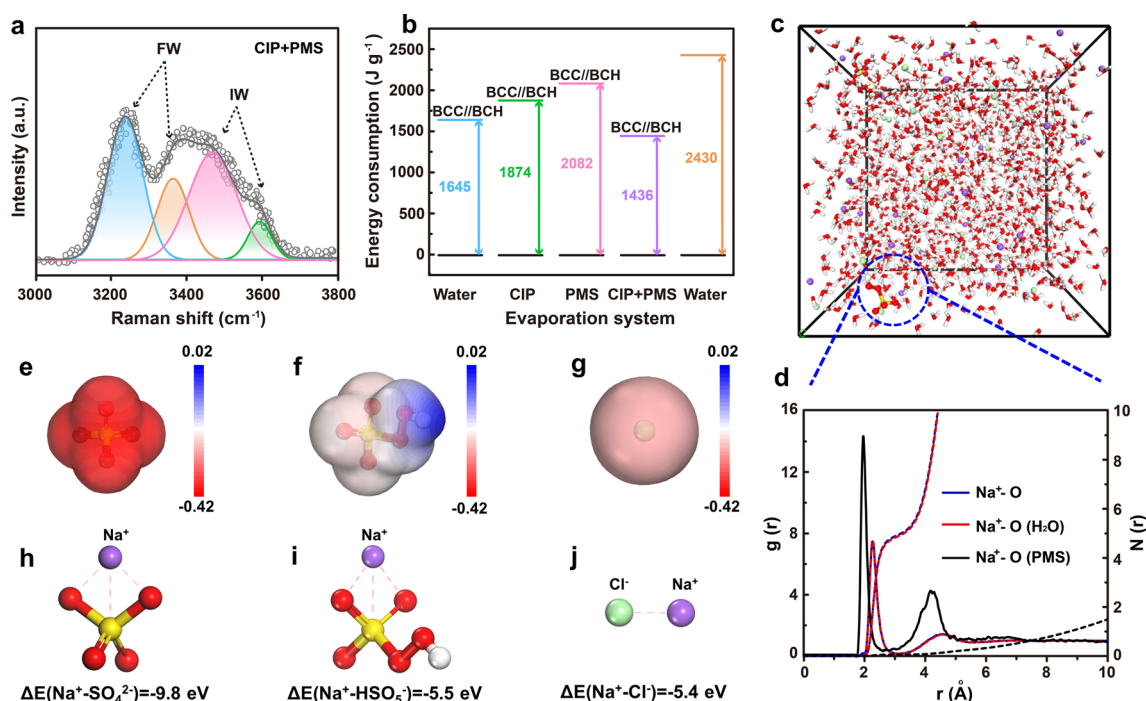 a
CIP+PMS
FW
IW
Intensity (a.u.)
3000 3200 3400 3600 3800
Raman shift (cm⁻¹)
b
Energy consumption (J g⁻¹)
2500
2000
1500
1000
500
0
BCC//BCH
BCC//BCH
BCC//BCH
BCC//BCH
1645
1874
2082
1436
2430
Water CIP PMS CIP+PMS Water
Evaporation system
c
e
0.02
-0.42
f
0.02
-0.42
g
0.02
-0.42
d
g (r)
16
12
8
4
0
N (r)
10
8
6
4
2
0
Na⁺- O
Na⁺- O (H₂O)
Na⁺- O (PMS)
0 2 4 6 8 10
r (Å)
h
Na⁺
ΔE(Na⁺-SO₄²⁻)=-9.8 eV
i
Na⁺
ΔE(Na⁺-HSO₅⁻)=-5.5 eV
j
Cl⁻ Na⁺
ΔE(Na⁺-Cl⁻)=-5.4 eV